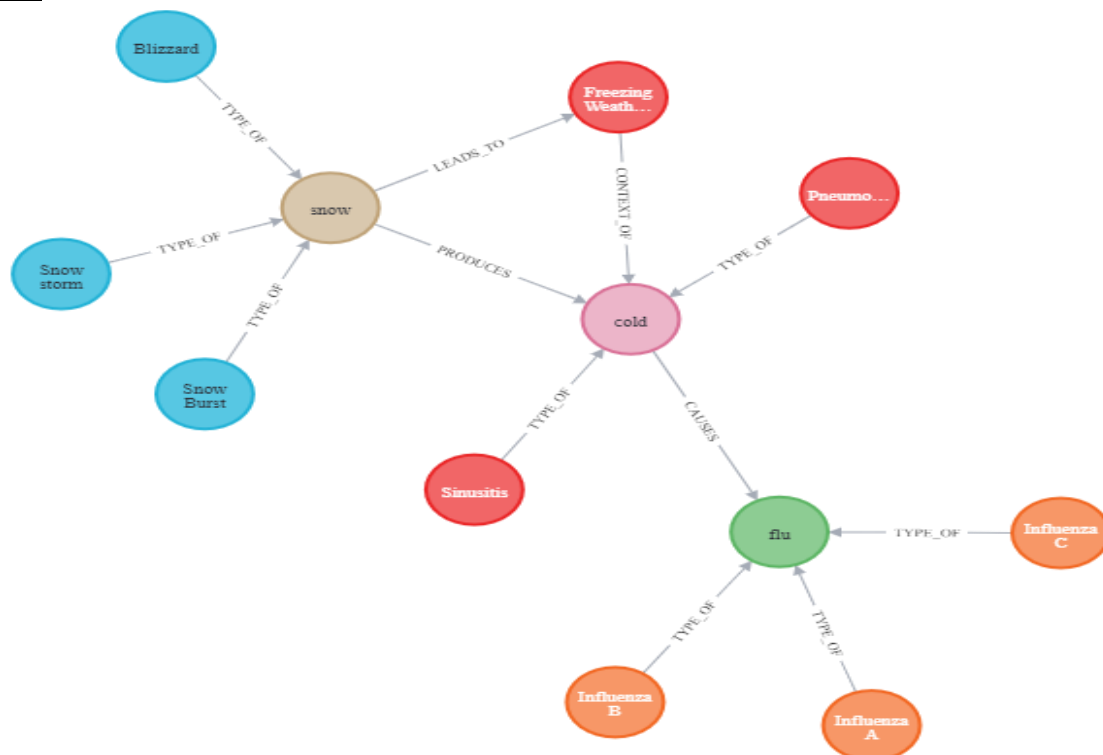 Blizzard
TYPE_OF
Freezing
Weath...
LEADS_TO
snow
CONTEXT_OF
Pneumo...
TYPE_OF
TYPE_OF
Snow
storm
PRODUCES
TYPE_OF
cold
Snow
Burst
TYPE_OF
CAUSES
Sinusitis
flu
TYPE_OF
Influenza
C
TYPE_OF
TYPE_OF
Influenza
B
Influenza
A